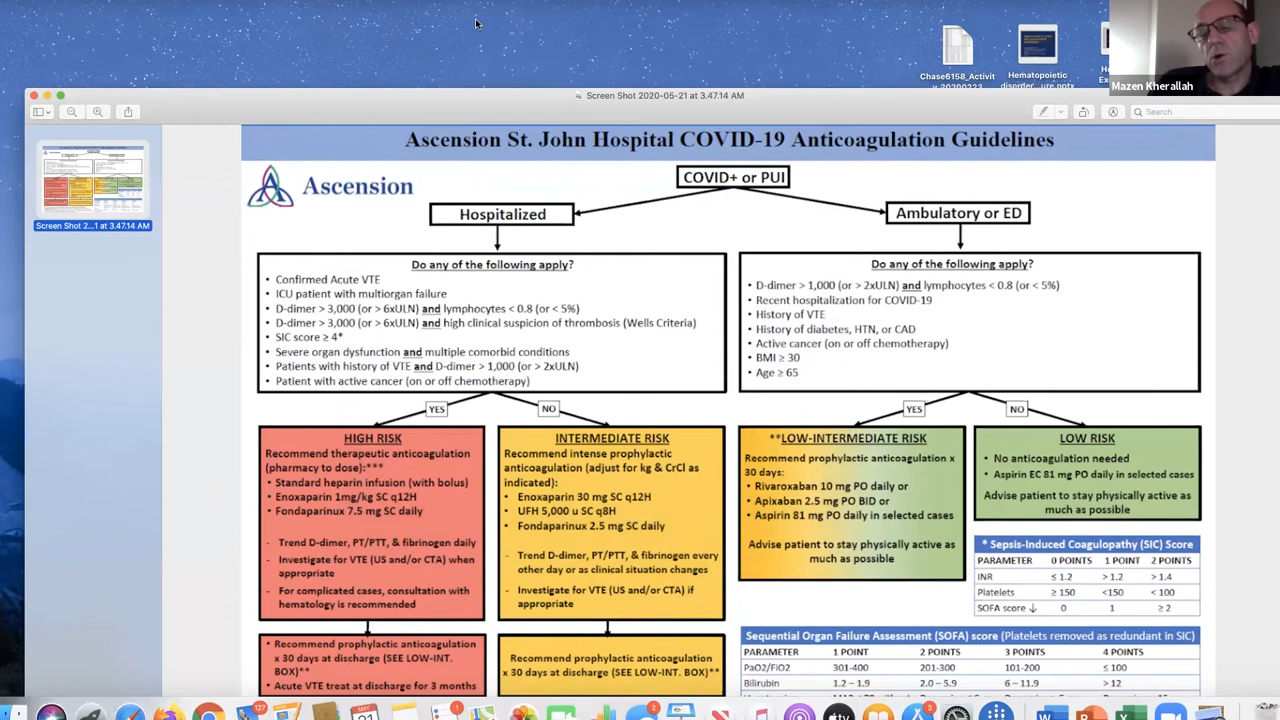 Chase6158_Activit
Hematopoietic
Mazen Kherallah
Screen Shot 2020-05-21 at 3.47.14 AM
Search
Screen Shot 2...1 at 3.47.14 AM
Ascension St. John Hospital COVID-19 Anticoagulation Guidelines
Ascension
COVID+ or PUI
Hospitalized
Ambulatory or ED
Do any of the following apply?
• Confirmed Acute VTE
• ICU patient with multiorgan failure
• D-dimer > 3,000 (or > 6xULN) and lymphocytes < 0.8 (or < 5%)
• D-dimer > 3,000 (or > 6xULN) and high clinical suspicion of thrombosis (Wells Criteria)
• SIC score ≥ 4*
• Severe organ dysfunction and multiple comorbid conditions
• Patients with history of VTE and D-dimer > 1,000 (or > 2xULN)
• Patient with active cancer (on or off chemotherapy)
Do any of the following apply?
• D-dimer > 1,000 (or > 2xULN) and lymphocytes < 0.8 (or < 5%)
• Recent hospitalization for COVID-19
• History of VTE
• History of diabetes, HTN, or CAD
• Active cancer (on or off chemotherapy)
• BMI ≥ 30
• Age ≥ 65
YES
NO
YES
NO
HIGH RISK
Recommend therapeutic anticoagulation
(pharmacy to dose):***
• Standard heparin infusion (with bolus)
• Enoxaparin 1mg/kg SC q12H
• Fondaparinux 7.5 mg SC daily
- Trend D-dimer, PT/PTT, & fibrinogen daily
- Investigate for VTE (US and/or CTA) when
appropriate
- For complicated cases, consultation with
hematology is recommended
INTERMEDIATE RISK
Recommend intense prophylactic
anticoagulation (adjust for kg & CrCl as
indicated):
• Enoxaparin 30 mg SC q12H
• UFH 5,000 u SC q8H
• Fondaparinux 2.5 mg SC daily
- Trend D-dimer, PT/PTT, & fibrinogen every
other day or as clinical situation changes
- Investigate for VTE (US and/or CTA) if
appropriate
**LOW-INTERMEDIATE RISK
Recommend prophylactic anticoagulation x
30 days:
• Rivaroxaban 10 mg PO daily or
• Apixaban 2.5 mg PO BID or
• Aspirin 81 mg PO daily in selected cases
Advise patient to stay physically active as
much as possible
LOW RISK
• No anticoagulation needed
• Aspirin EC 81 mg PO daily in selected cases
Advise patient to stay physically active as
much as possible
* Sepsis-Induced Coagulopathy (SIC) Score
PARAMETER 0 POINTS 1 POINT 2 POINTS
INR ≤ 1.2 > 1.2 > 1.4
Platelets ≥ 150 <150 < 100
SOFA score ↓ 0 1 ≥ 2
• Recommend prophylactic anticoagulation
x 30 days at discharge (SEE LOW-INT.
BOX)**
• Acute VTE treat at discharge for 3 months
Recommend prophylactic anticoagulation
x 30 days at discharge (SEE LOW-INT. BOX)**
Sequential Organ Failure Assessment (SOFA) score (Platelets removed as redundant in SIC)
PARAMETER 1 POINT 2 POINTS 3 POINTS 4 POINTS
PaO2/FiO2 301-400 201-300 101-200 ≤ 100
Bilirubin 1.2 – 1.9 2.0 – 5.9 6 – 11.9 > 12
127
MAY
1
2
3